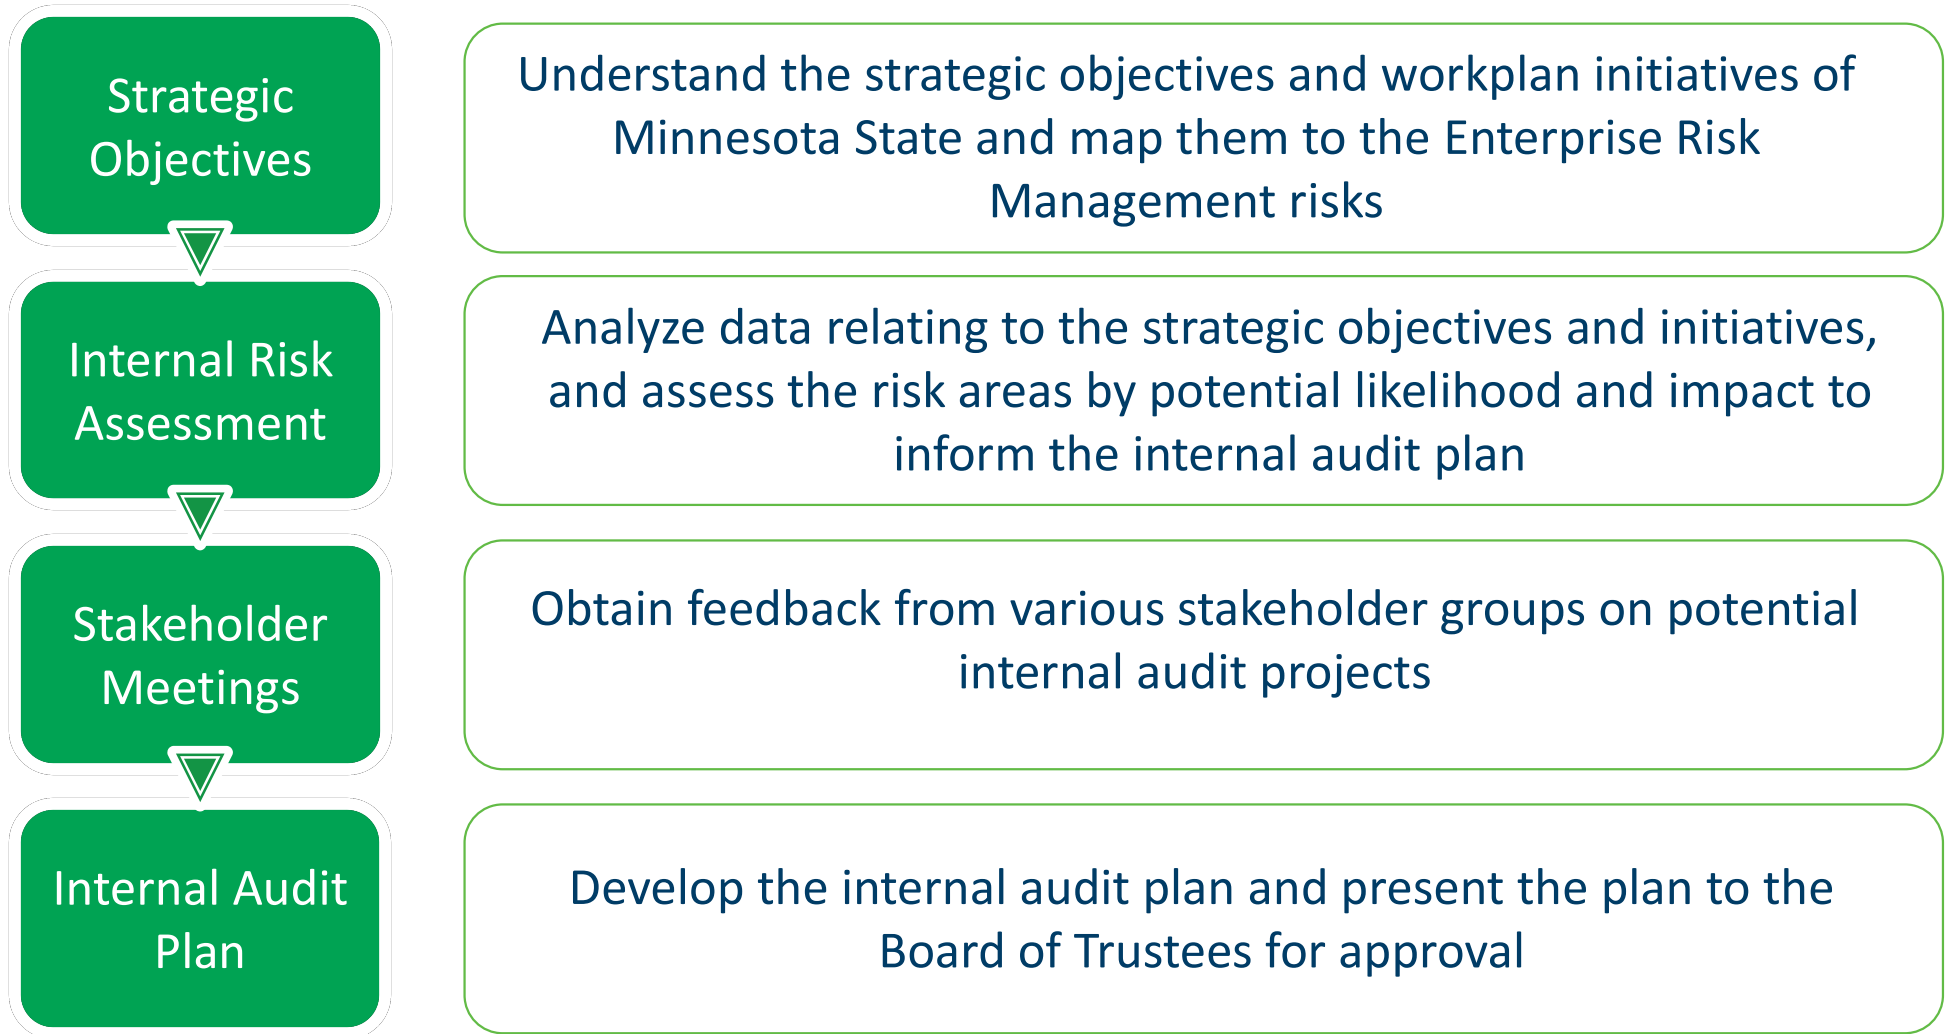 Strategic
Objectives
Understand the strategic objectives and workplan initiatives of
Minnesota State and map them to the Enterprise Risk
Management risks
Internal Risk
Assessment
Analyze data relating to the strategic objectives and initiatives,
and assess the risk areas by potential likelihood and impact to
inform the internal audit plan
Stakeholder
Meetings
Obtain feedback from various stakeholder groups on potential
internal audit projects
Internal Audit
Plan
Develop the internal audit plan and present the plan to the
Board of Trustees for approval